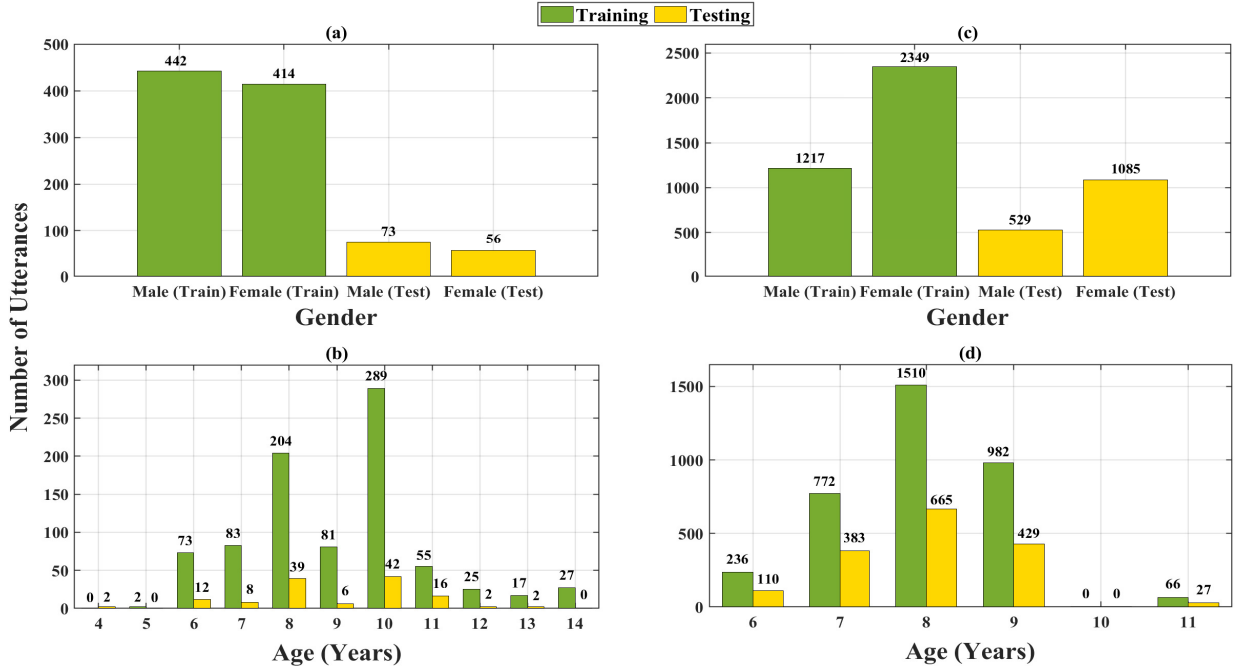 Training Testing
Number of Utterances
(a)
500
400
300
200
100
0
442
414
73
56
Male (Train) Female (Train) Male (Test) Female (Test)
Gender
(c)
2500
2000
1500
1000
500
0
1217
2349
529
1085
Male (Train) Female (Train) Male (Test) Female (Test)
Gender
(b)
300
250
200
150
100
50
0
0 2 2 0 73 12 83 8 204 39 81 6 289 42 55 16 25 2 17 2 27 0
4 5 6 7 8 9 10 11 12 13 14
Age (Years)
(d)
1500
1000
500
0
236 110 772 383 1510 665 982 429 0 0 66 27
6 7 8 9 10 11
Age (Years)